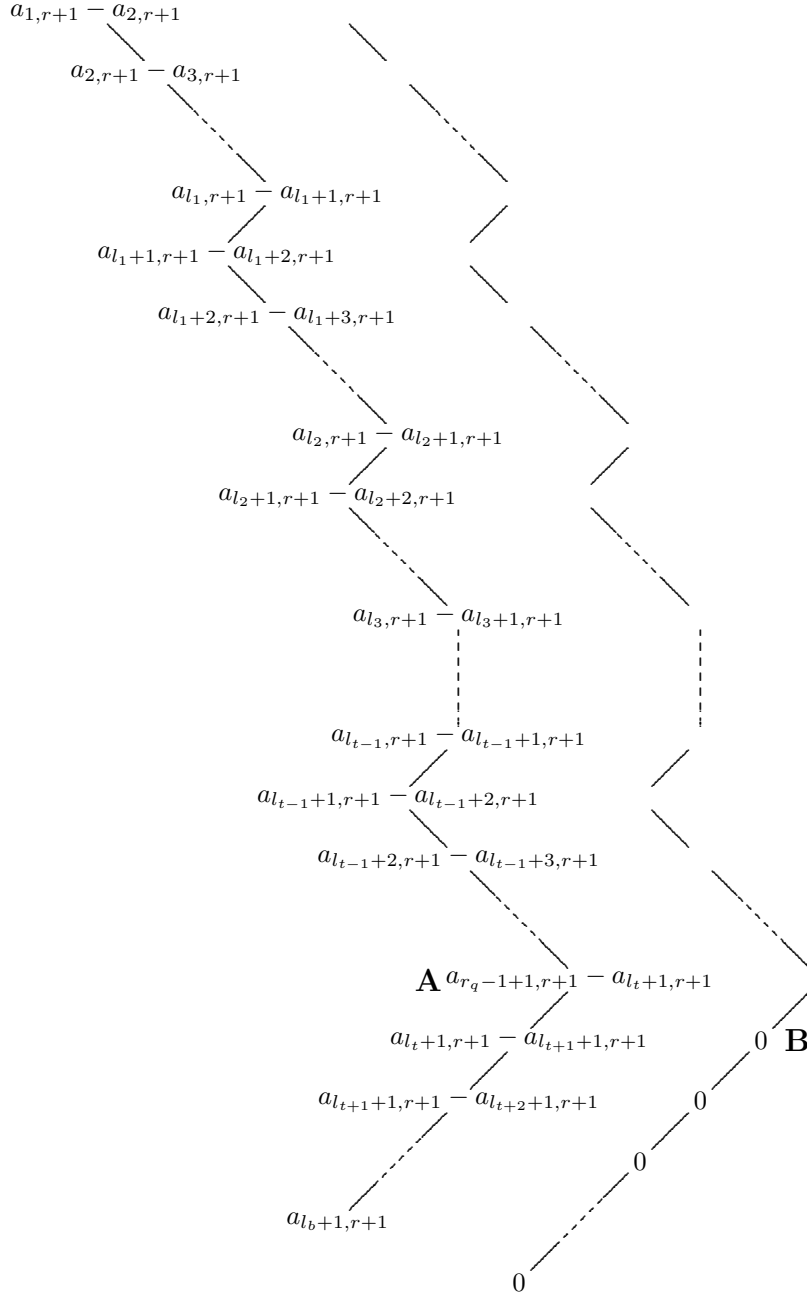 a_{1,r+1} − a_{2,r+1}
a_{2,r+1} − a_{3,r+1}
a_{l_1,r+1} − a_{l_1+1,r+1}
a_{l_1+1,r+1} − a_{l_1+2,r+1}
a_{l_1+2,r+1} − a_{l_1+3,r+1}
a_{l_2,r+1} − a_{l_2+1,r+1}
a_{l_2+1,r+1} − a_{l_2+2,r+1}
a_{l_3,r+1} − a_{l_3+1,r+1}
a_{l_{t−1},r+1} − a_{l_{t−1}+1,r+1}
a_{l_{t−1}+1,r+1} − a_{l_{t−1}+2,r+1}
a_{l_{t−1}+2,r+1} − a_{l_{t−1}+3,r+1}
A a_{r_q−1+1,r+1} − a_{l_t+1,r+1}
a_{l_t+1,r+1} − a_{l_{t+1}+1,r+1} 0 B
a_{l_{t+1}+1,r+1} − a_{l_{t+2}+1,r+1} 0
0
a_{l_b+1,r+1}
0